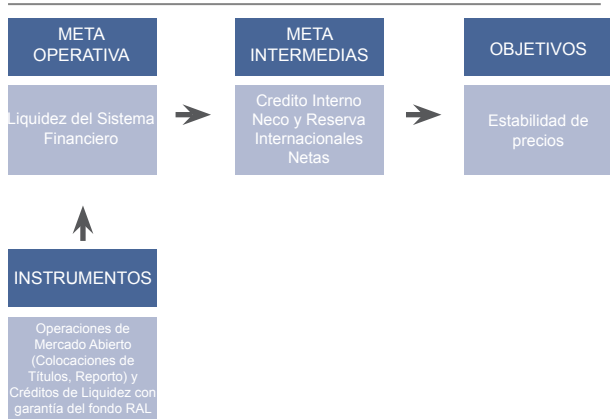 META
OPERATIVA
Liquidez del Sistema
Financiero
META
INTERMEDIAS
Credito Interno
Neco y Reserva
Internacionales
Netas
OBJETIVOS
Estabilidad de
precios
INSTRUMENTOS
Operaciones de
Mercado Abierto
(Colocaciones de
Títulos, Reporto) y
Créditos de Liquidez con
garantía del fondo RAL